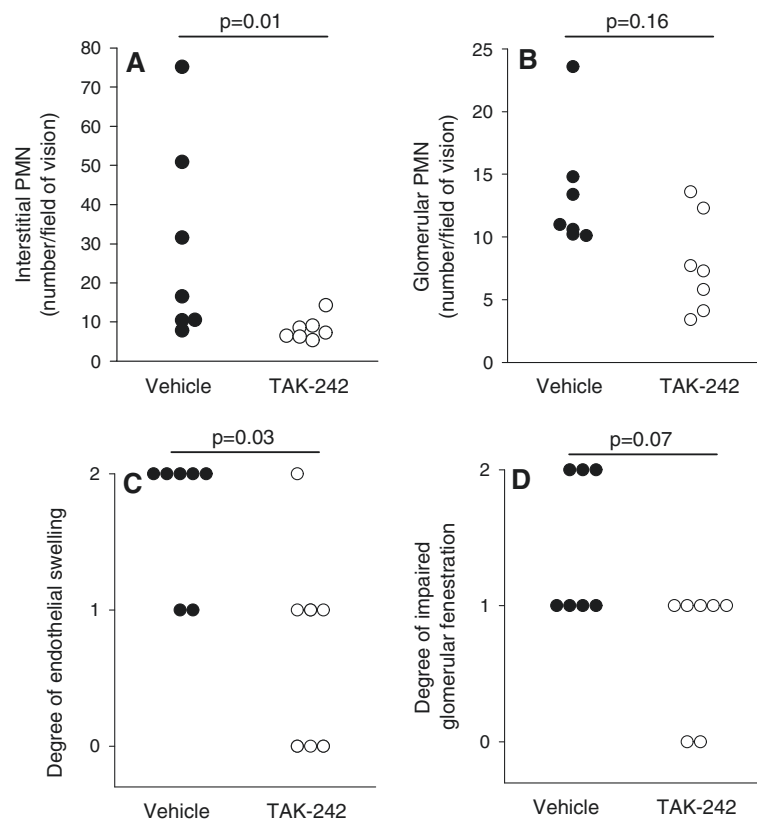 p=0.01
A
80
70
60
50
40
30
20
10
0
Interstitial PMN
(number/field of vision)
Vehicle
TAK-242
p=0.16
B
25
20
15
10
5
0
Glomerular PMN
(number/field of vision)
Vehicle
TAK-242
p=0.03
C
2
1
0
Degree of endothelial swelling
Vehicle
TAK-242
p=0.07
D
2
1
0
Degree of impaired
glomerular fenestration
Vehicle
TAK-242